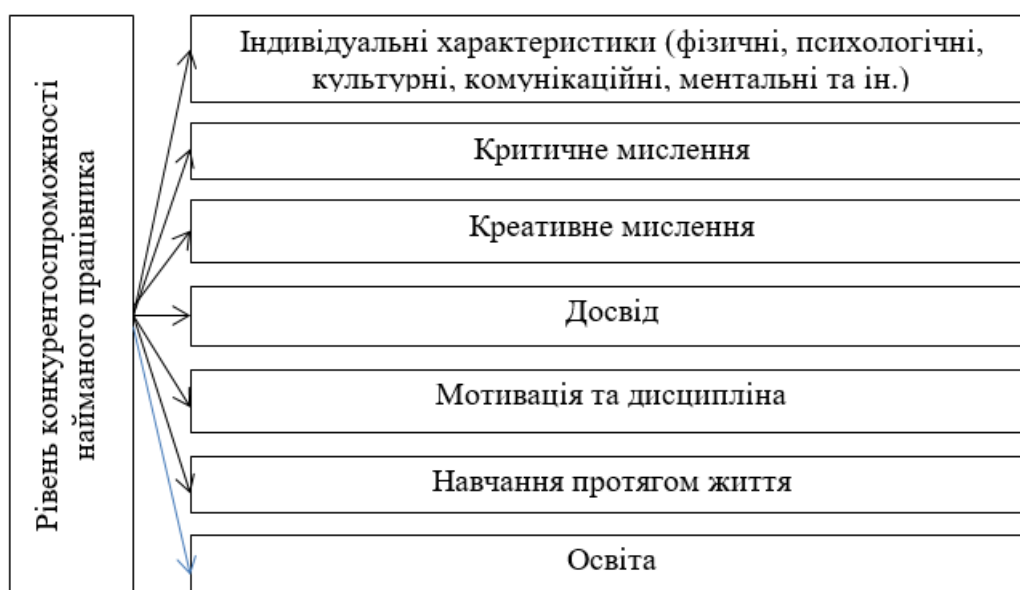 Рівень конкурентоспроможності
найманого працівника
Індивідуальні характеристики (фізичні, психологічні,
культурні, комунікаційні, ментальні та ін.)
Критичне мислення
Креативне мислення
Досвід
Мотивація та дисципліна
Навчання протягом життя
Освіта